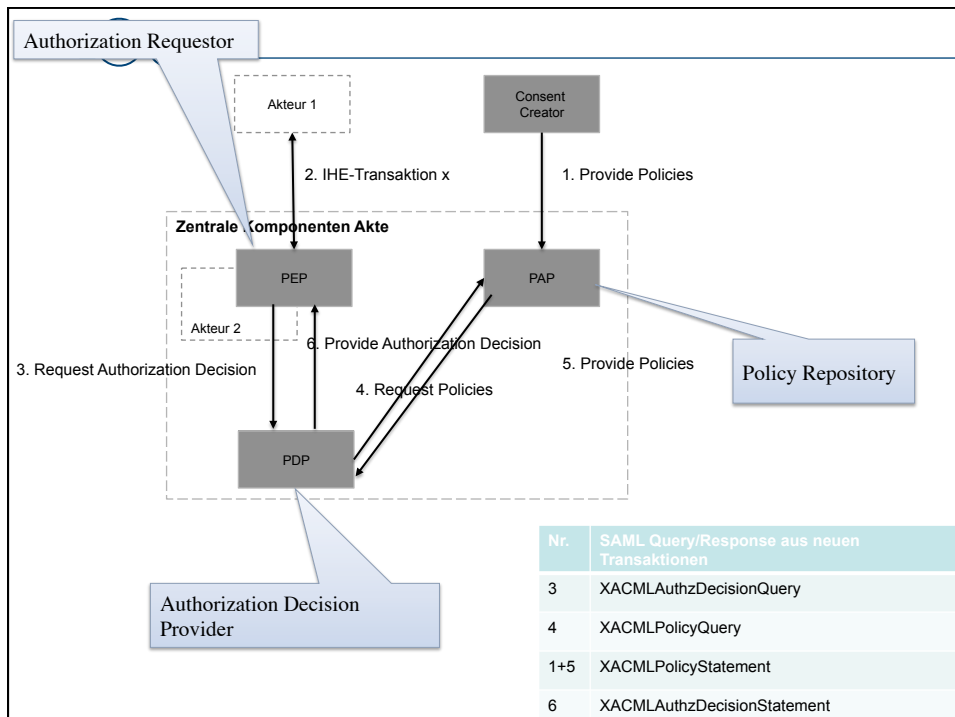 Authorization Requestor
Akteur 1
Consent
Creator
2. IHE-Transaktion x
1. Provide Policies
Zentrale Komponenten Akte
PEP
PAP
Akteur 2
6. Provide Authorization Decision
3. Request Authorization Decision
5. Provide Policies
4. Request Policies
Policy Repository
PDP
Authorization Decision
Provider
Nr. SAML Query/Response aus neuen
Transaktionen
3 XACMLAuthzDecisionQuery
4 XACMLPolicyQuery
1+5 XACMLPolicyStatement
6 XACMLAuthzDecisionStatement